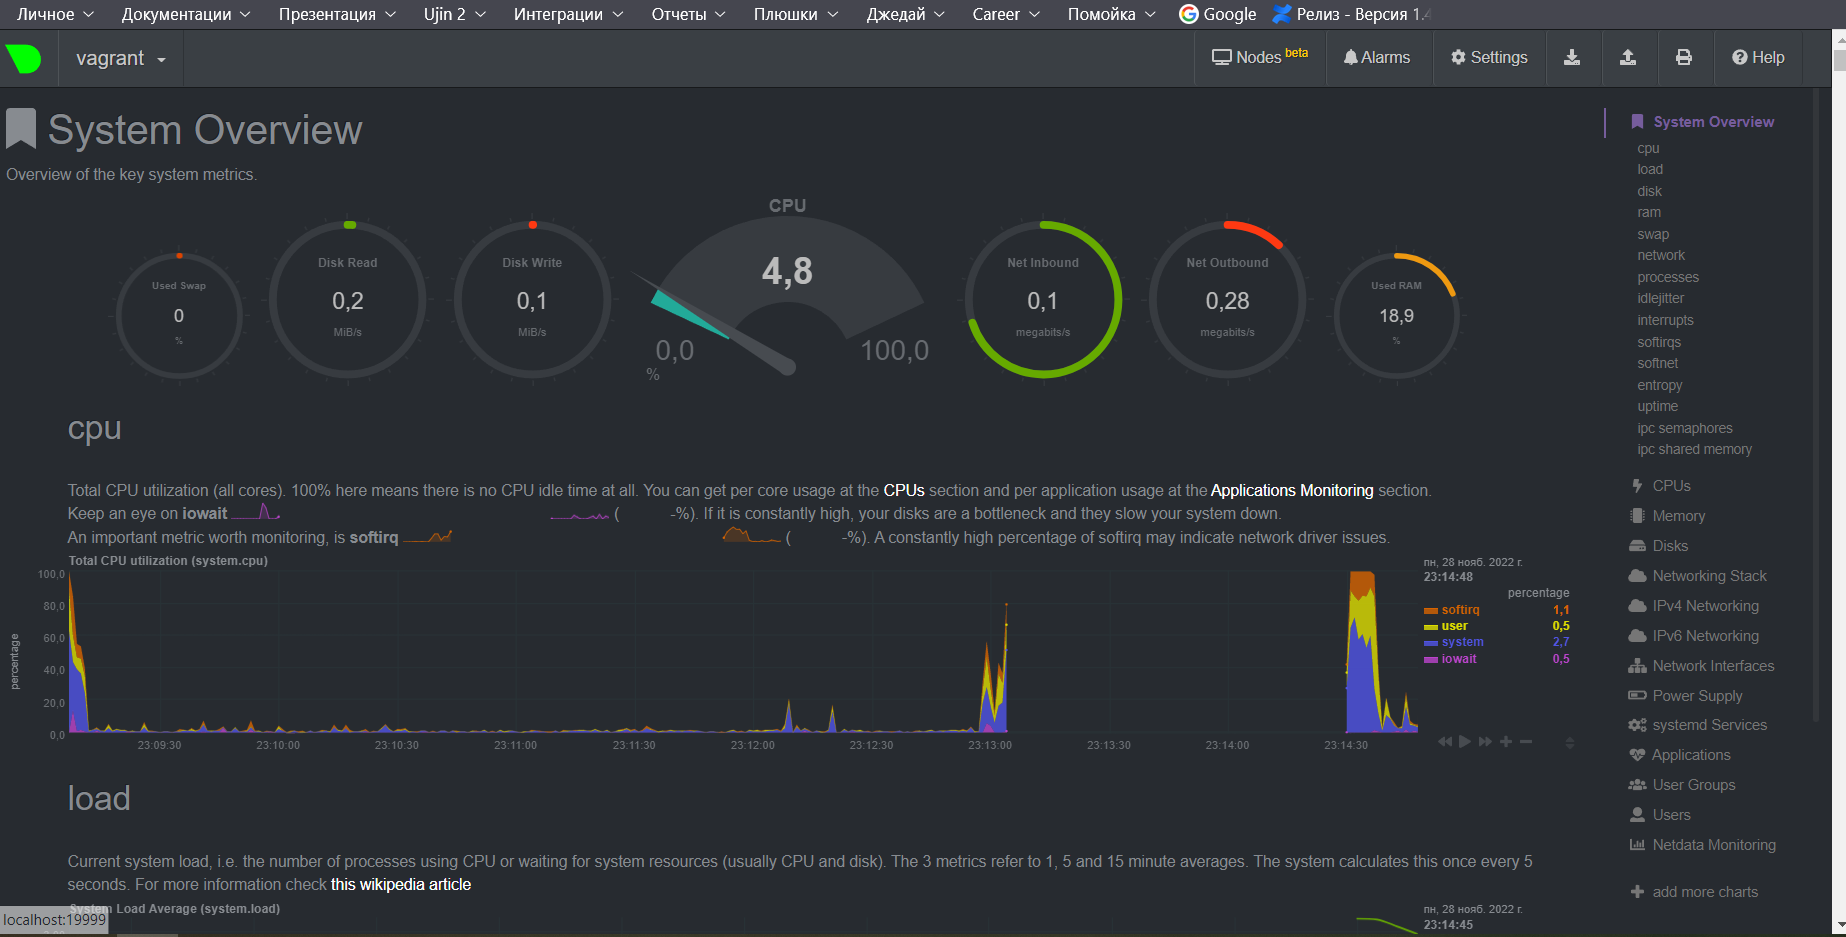 Личное Документации Презентация Ujin 2 Интеграции Отчеты Плюшки Джедай Career Помойка Google Релиз - Версия 1.4
vagrant Nodes beta Alarms Settings Help
System Overview
Overview of the key system metrics.
Used Swap
0
%
Disk Read
0,2
MiB/s
Disk Write
0,1
MiB/s
CPU
4,8
0,0 100,0
%
Net Inbound
0,1
megabits/s
Net Outbound
0,28
megabits/s
Used RAM
18,9
%
cpu
Total CPU utilization (all cores). 100% here means there is no CPU idle time at all. You can get per core usage at the CPUs section and per application usage at the Applications Monitoring section.
Keep an eye on iowait ( -%). If it is constantly high, your disks are a bottleneck and they slow your system down.
An important metric worth monitoring, is softirq ( -%). A constantly high percentage of softirq may indicate network driver issues.
Total CPU utilization (system.cpu)
percentage
100,0
80,0
60,0
40,0
20,0
0,0
23:09:30 23:10:00 23:10:30 23:11:00 23:11:30 23:12:00 23:12:30 23:13:00 23:13:30 23:14:00 23:14:30
пн, 28 нояб. 2022 г.
23:14:48
percentage
softirq 1,1
user 0,5
system 2,7
iowait 0,5
load
Current system load, i.e. the number of processes using CPU or waiting for system resources (usually CPU and disk). The 3 metrics refer to 1, 5 and 15 minute averages. The system calculates this once every 5
seconds. For more information check this wikipedia article
System Load Average (system.load)
пн, 28 нояб. 2022 г.
23:14:45
localhost:19999
System Overview
cpu
load
disk
ram
swap
network
processes
idlejitter
interrupts
softirqs
softnet
entropy
uptime
ipc semaphores
ipc shared memory
CPUs
Memory
Disks
Networking Stack
IPv4 Networking
IPv6 Networking
Network Interfaces
Power Supply
systemd Services
Applications
User Groups
Users
Netdata Monitoring
add more charts